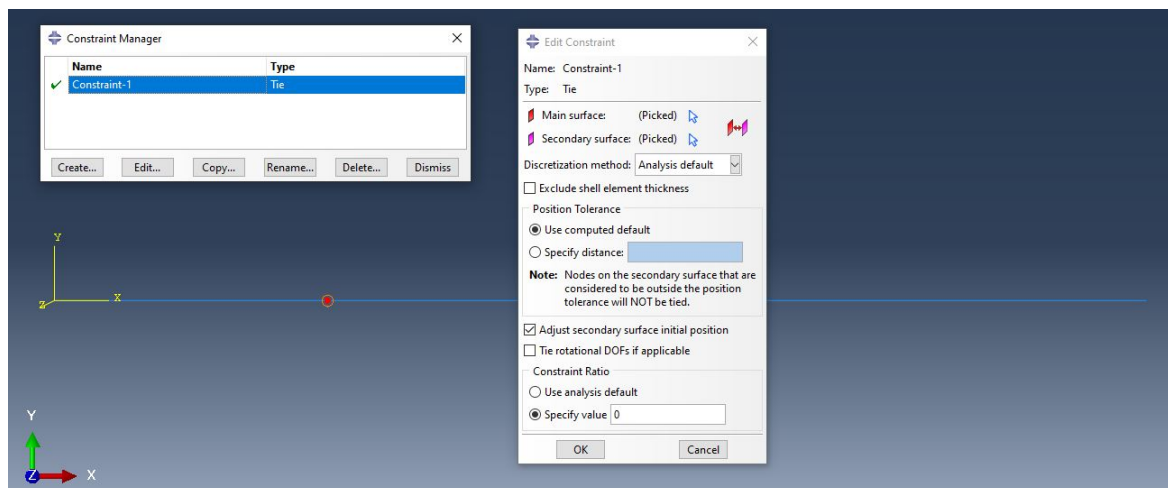 Constraint Manager
Name Type
Constraint-1 Tie
Create... Edit... Copy... Rename... Delete... Dismiss
Edit Constraint
Name: Constraint-1
Type: Tie
Main surface: (Picked)
Secondary surface: (Picked)
Discretization method: Analysis default
Exclude shell element thickness
Position Tolerance
Use computed default
Specify distance:
Note: Nodes on the secondary surface that are
considered to be outside the position
tolerance will NOT be tied.
Adjust secondary surface initial position
Tie rotational DOFs if applicable
Constraint Ratio
Use analysis default
Specify value 0
OK Cancel
Y
Z X
Y
Z X